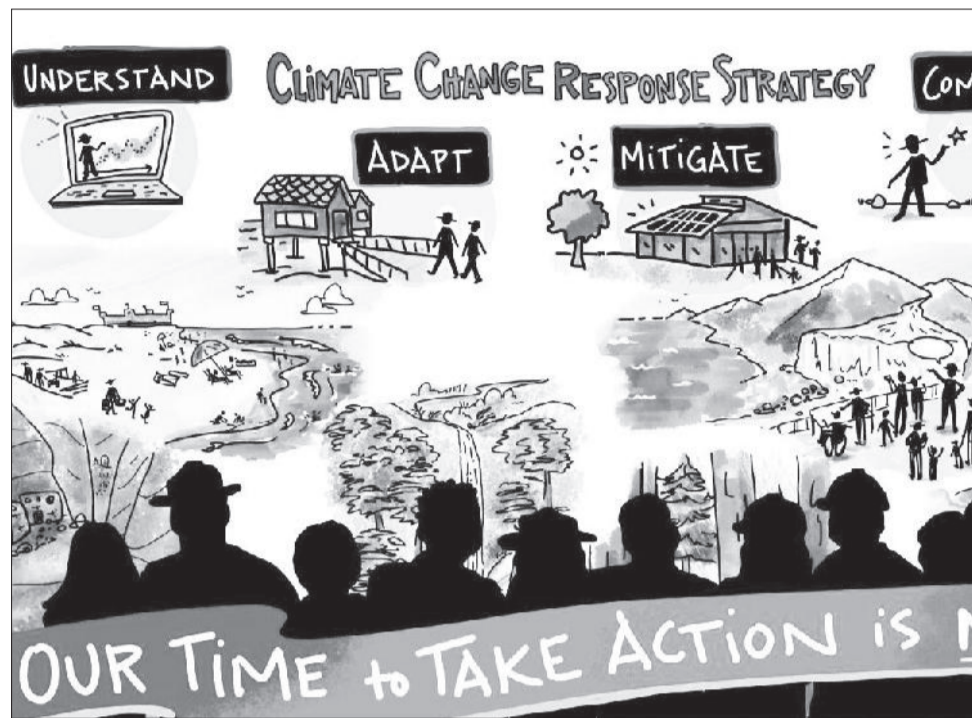 UNDERSTAND
CLIMATE CHANGE RESPONSE STRATEGY
ADAPT
MITIGATE
OUR TIME to TAKE ACTION is